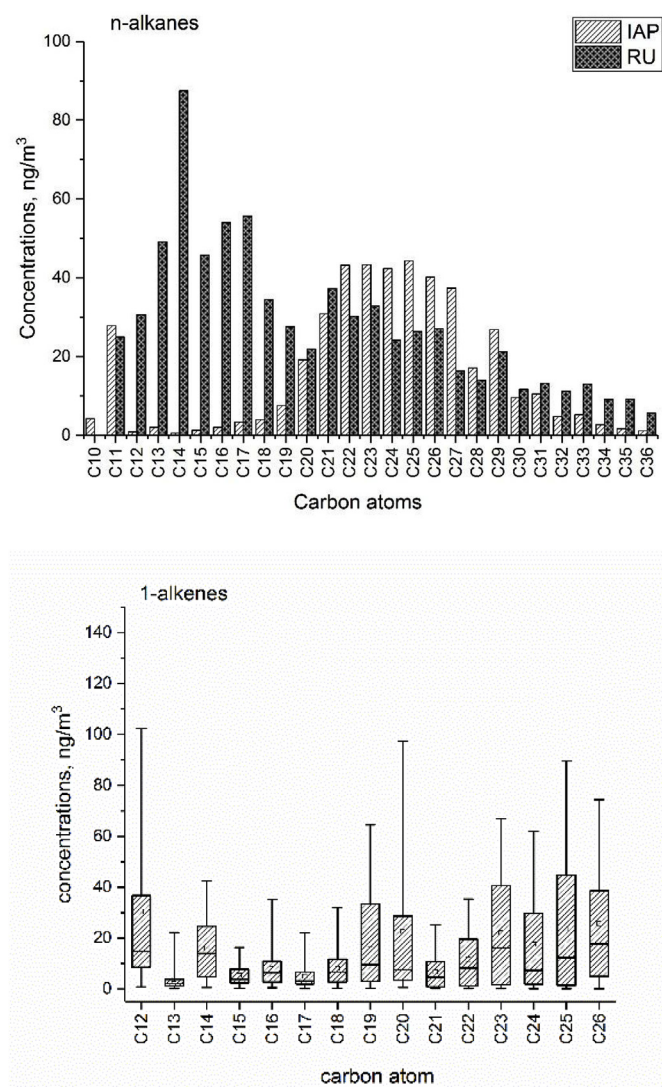 n-alkanes
IAP
RU
100
80
60
40
20
0
Concentrations, ng/m³
C10 C11 C12 C13 C14 C15 C16 C17 C18 C19 C20 C21 C22 C23 C24 C25 C26 C27 C28 C29 C30 C31 C32 C33 C34 C35 C36
Carbon atoms
1-alkenes
140
120
100
80
60
40
20
0
concentrations, ng/m³
C12 C13 C14 C15 C16 C17 C18 C19 C20 C21 C22 C23 C24 C25 C26
carbon atom